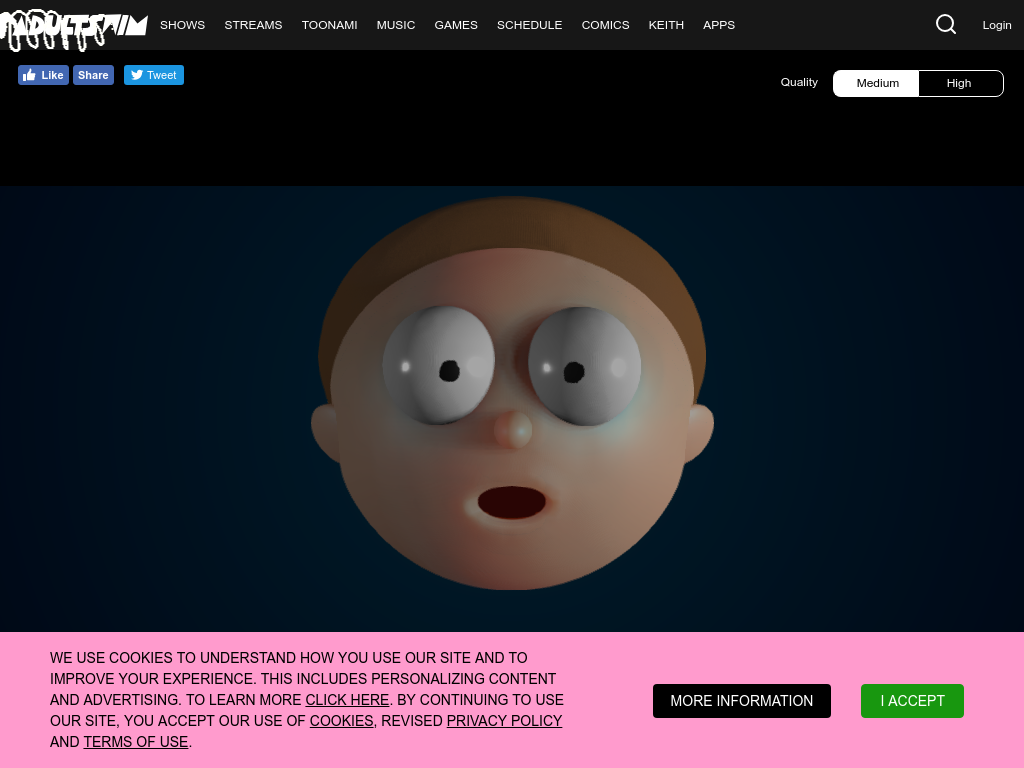 ADULTSWIM SHOWS STREAMS TOONAMI MUSIC GAMES SCHEDULE COMICS KEITH APPS Login
Like Share Tweet
Quality Medium High
WE USE COOKIES TO UNDERSTAND HOW YOU USE OUR SITE AND TO
IMPROVE YOUR EXPERIENCE. THIS INCLUDES PERSONALIZING CONTENT
AND ADVERTISING. TO LEARN MORE CLICK HERE. BY CONTINUING TO USE
OUR SITE, YOU ACCEPT OUR USE OF COOKIES, REVISED PRIVACY POLICY
AND TERMS OF USE.
MORE INFORMATION
I ACCEPT